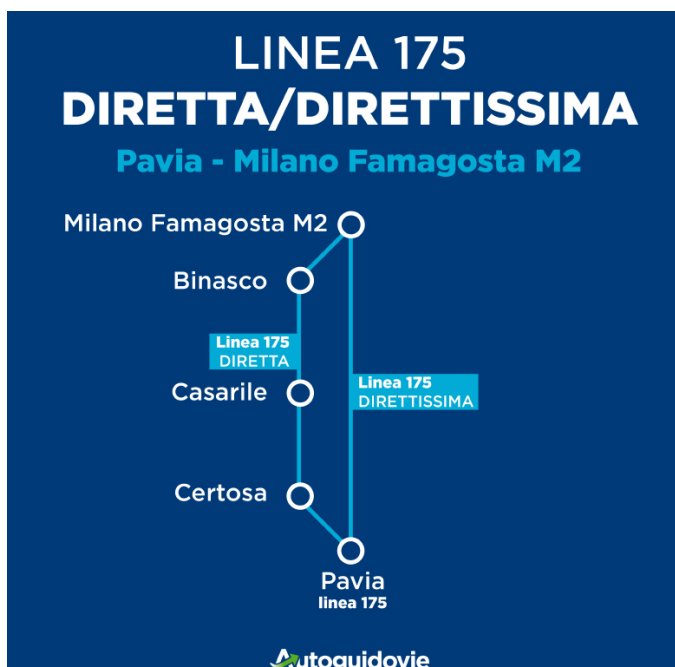 LINEA 175
DIRETTA/DIRETTISSIMA
Pavia - Milano Famagosta M2
Milano Famagosta M2
Binasco
Linea 175
DIRETTA
Casarile
Linea 175
DIRETTISSIMA
Certosa
Pavia
linea 175
Autoguidovie